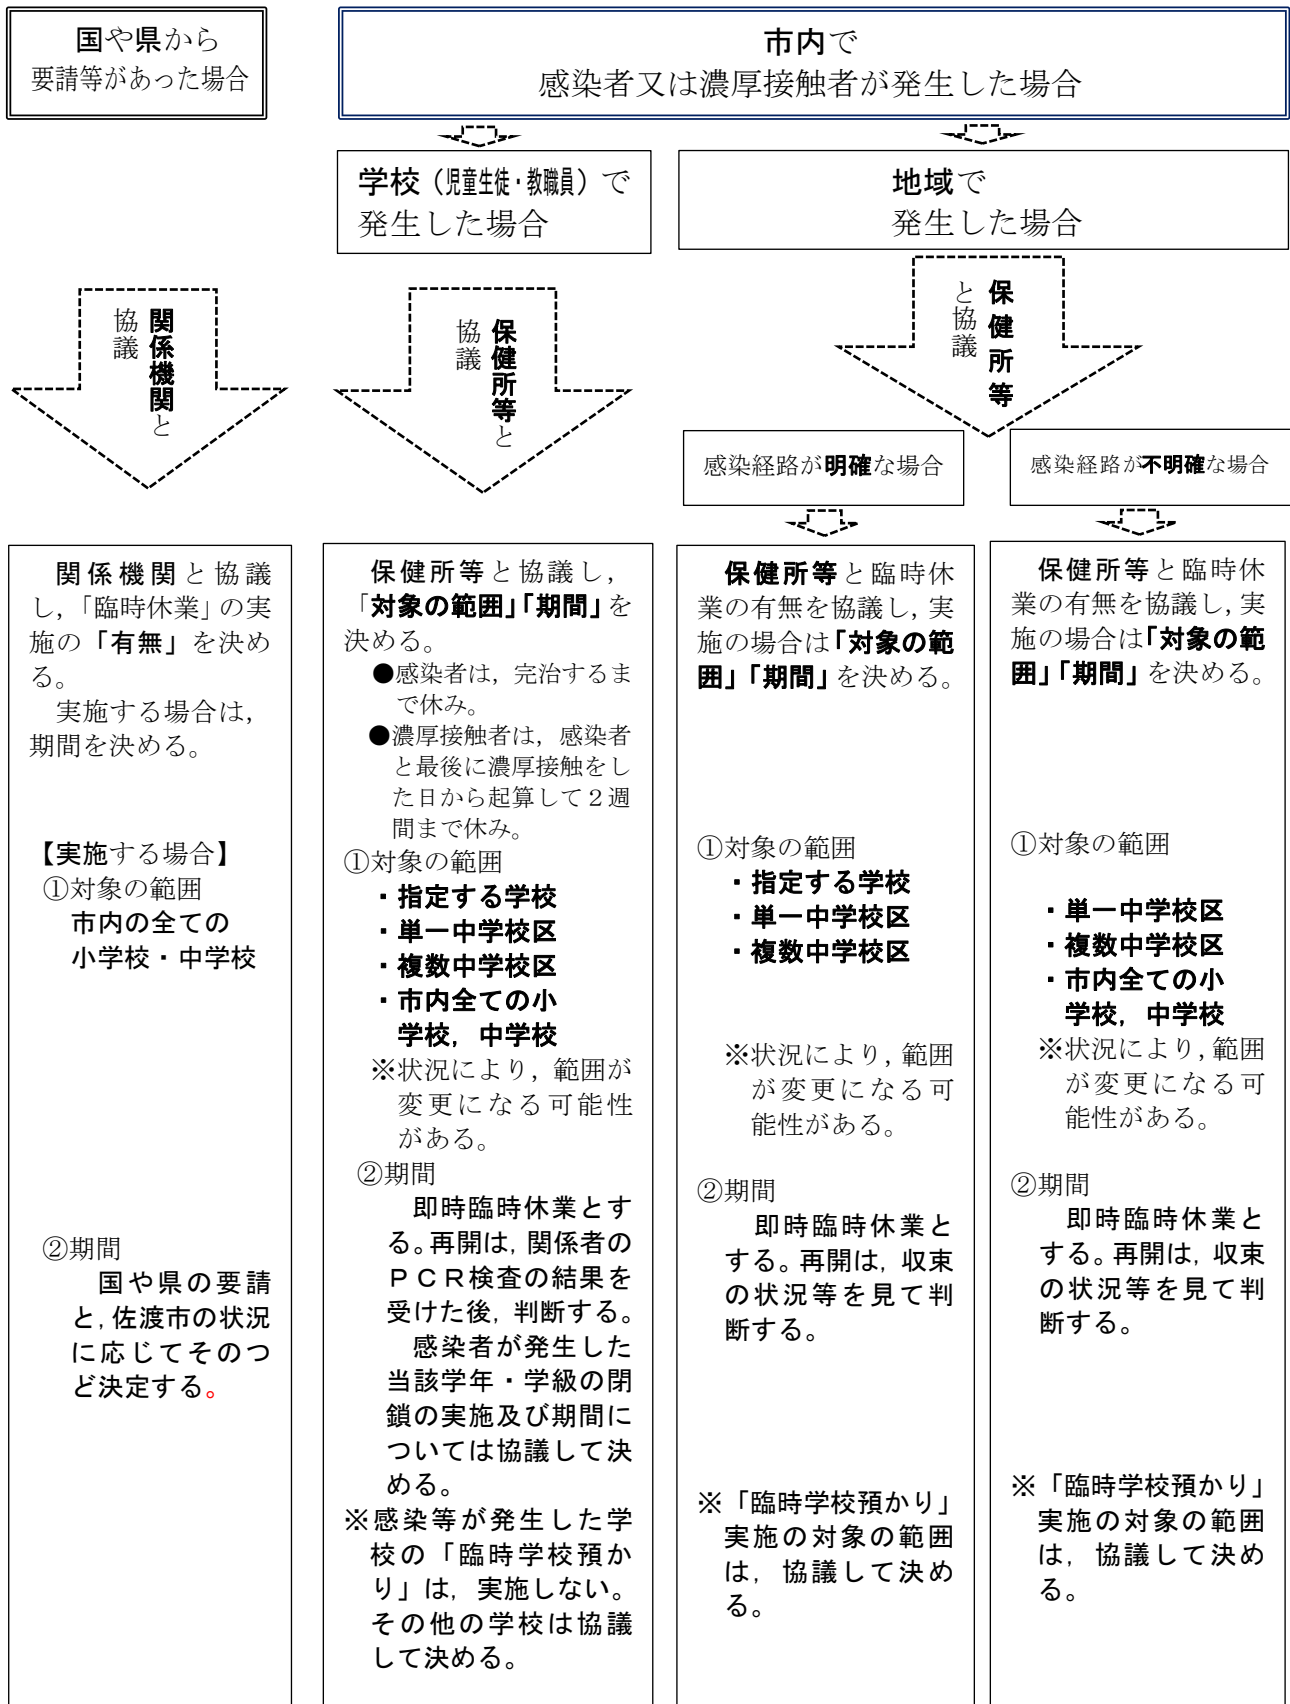 国や県から
要請等があった場合
市内で
感染者又は濃厚接触者が発生した場合
学校（児童生徒・教職員）で
発生した場合
地域で
発生した場合
関係機関と
協議
保健所等と
協議
保健所等
と協議
感染経路が明確な場合
感染経路が不明確な場合
関係機関と協議
し，「臨時休業」の実
施の「有無」を決め
る。
実施する場合は，
期間を決める。
【実施する場合】
①対象の範囲
市内の全ての
小学校・中学校
②期間
国や県の要請
と，佐渡市の状況
に応じてそのつ
ど決定する。
保健所等と協議し，
「対象の範囲」「期間」を
決める。
●感染者は，完治するま
で休み。
●濃厚接触者は，感染者
と最後に濃厚接触をし
た日から起算して２週
間まで休み。
①対象の範囲
・指定する学校
・単一中学校区
・複数中学校区
・市内全ての小
学校，中学校
※状況により，範囲が
変更になる可能性
がある。
②期間
即時臨時休業とす
る。再開は，関係者の
ＰＣＲ検査の結果を
受けた後，判断する。
感染者が発生した
当該学年・学級の閉
鎖の実施及び期間に
ついては協議して決
める。
※感染等が発生した学
校の「臨時学校預か
り」は，実施しない。
その他の学校は協議
して決める。
保健所等と臨時休
業の有無を協議し，実
施の場合は「対象の範
囲」「期間」を決める。
①対象の範囲
・指定する学校
・単一中学校区
・複数中学校区
※状況により，範囲
が変更になる可
能性がある。
②期間
即時臨時休業と
する。再開は，収束
の状況等を見て判
断する。
※「臨時学校預かり」
実施の対象の範囲
は，協議して決め
る。
保健所等と臨時休
業の有無を協議し，実
施の場合は「対象の範
囲」「期間」を決める。
①対象の範囲
・単一中学校区
・複数中学校区
・市内全ての小
学校，中学校
※状況により，範囲
が変更になる可
能性がある。
②期間
即時臨時休業と
する。再開は，収束
の状況等を見て判
断する。
※「臨時学校預かり」
実施の対象の範囲
は，協議して決め
る。